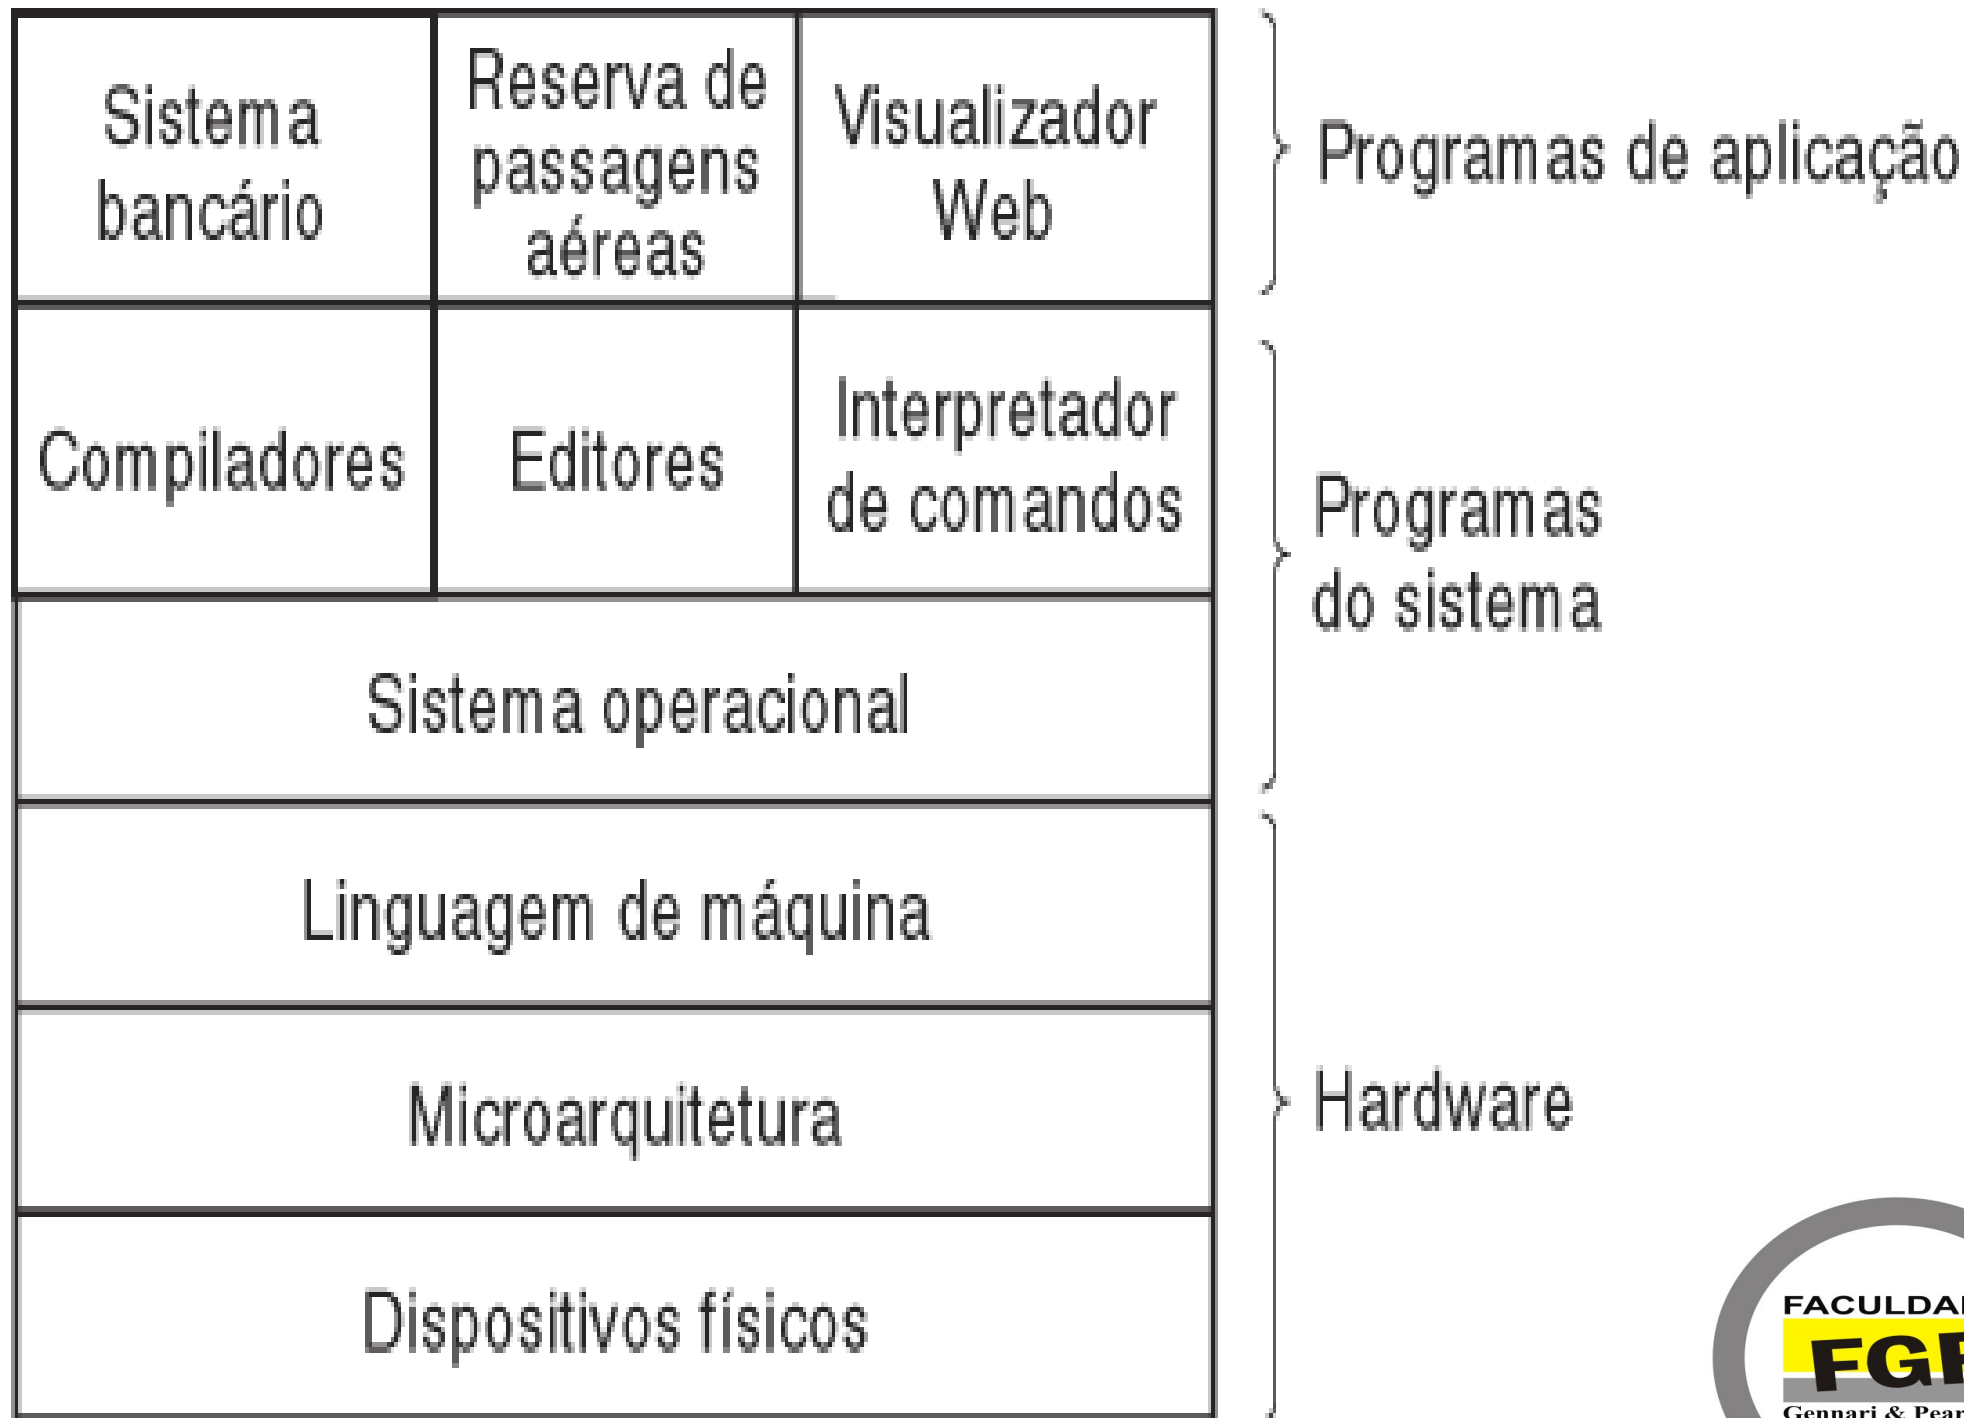 Sistema
bancário
Reserva de
passagens
aéreas
Visualizador
Web
Programas de aplicação
Compiladores
Editores
Interpretador
de comandos
Programas
do sistema
Sistema operacional
Linguagem de máquina
Microarquitetura
Hardware
Dispositivos físicos
Gennari &